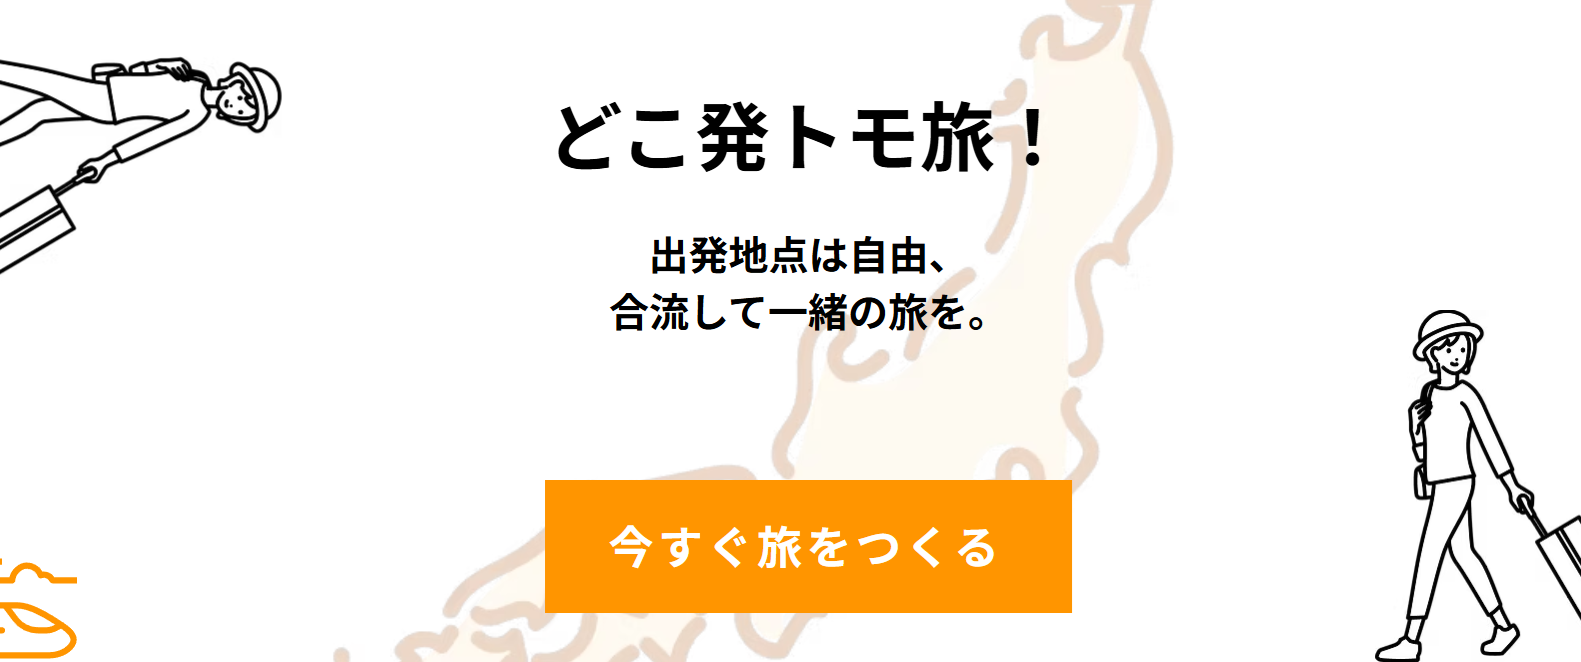 どこ発トモ旅！
出発地点は自由、
合流して一緒の旅を。
今すぐ旅をつくる